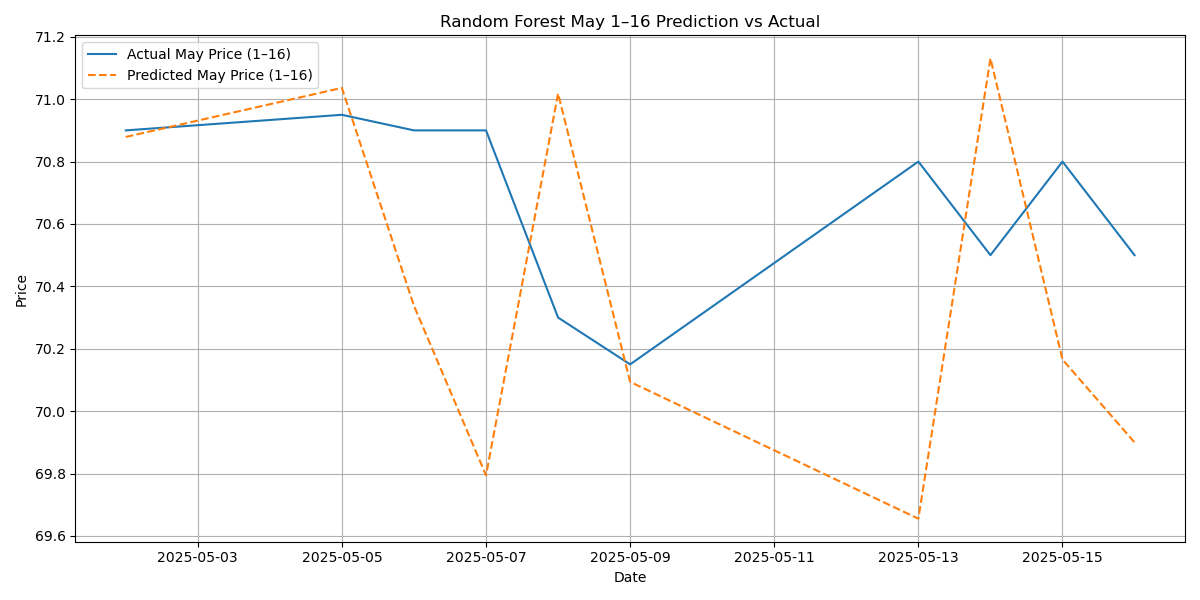 Random Forest May 1–16 Prediction vs Actual
Actual May Price (1–16)
Predicted May Price (1–16)
Price
71.2
71.0
70.8
70.6
70.4
70.2
70.0
69.8
69.6
2025-05-03 2025-05-05 2025-05-07 2025-05-09 2025-05-11 2025-05-13 2025-05-15
Date